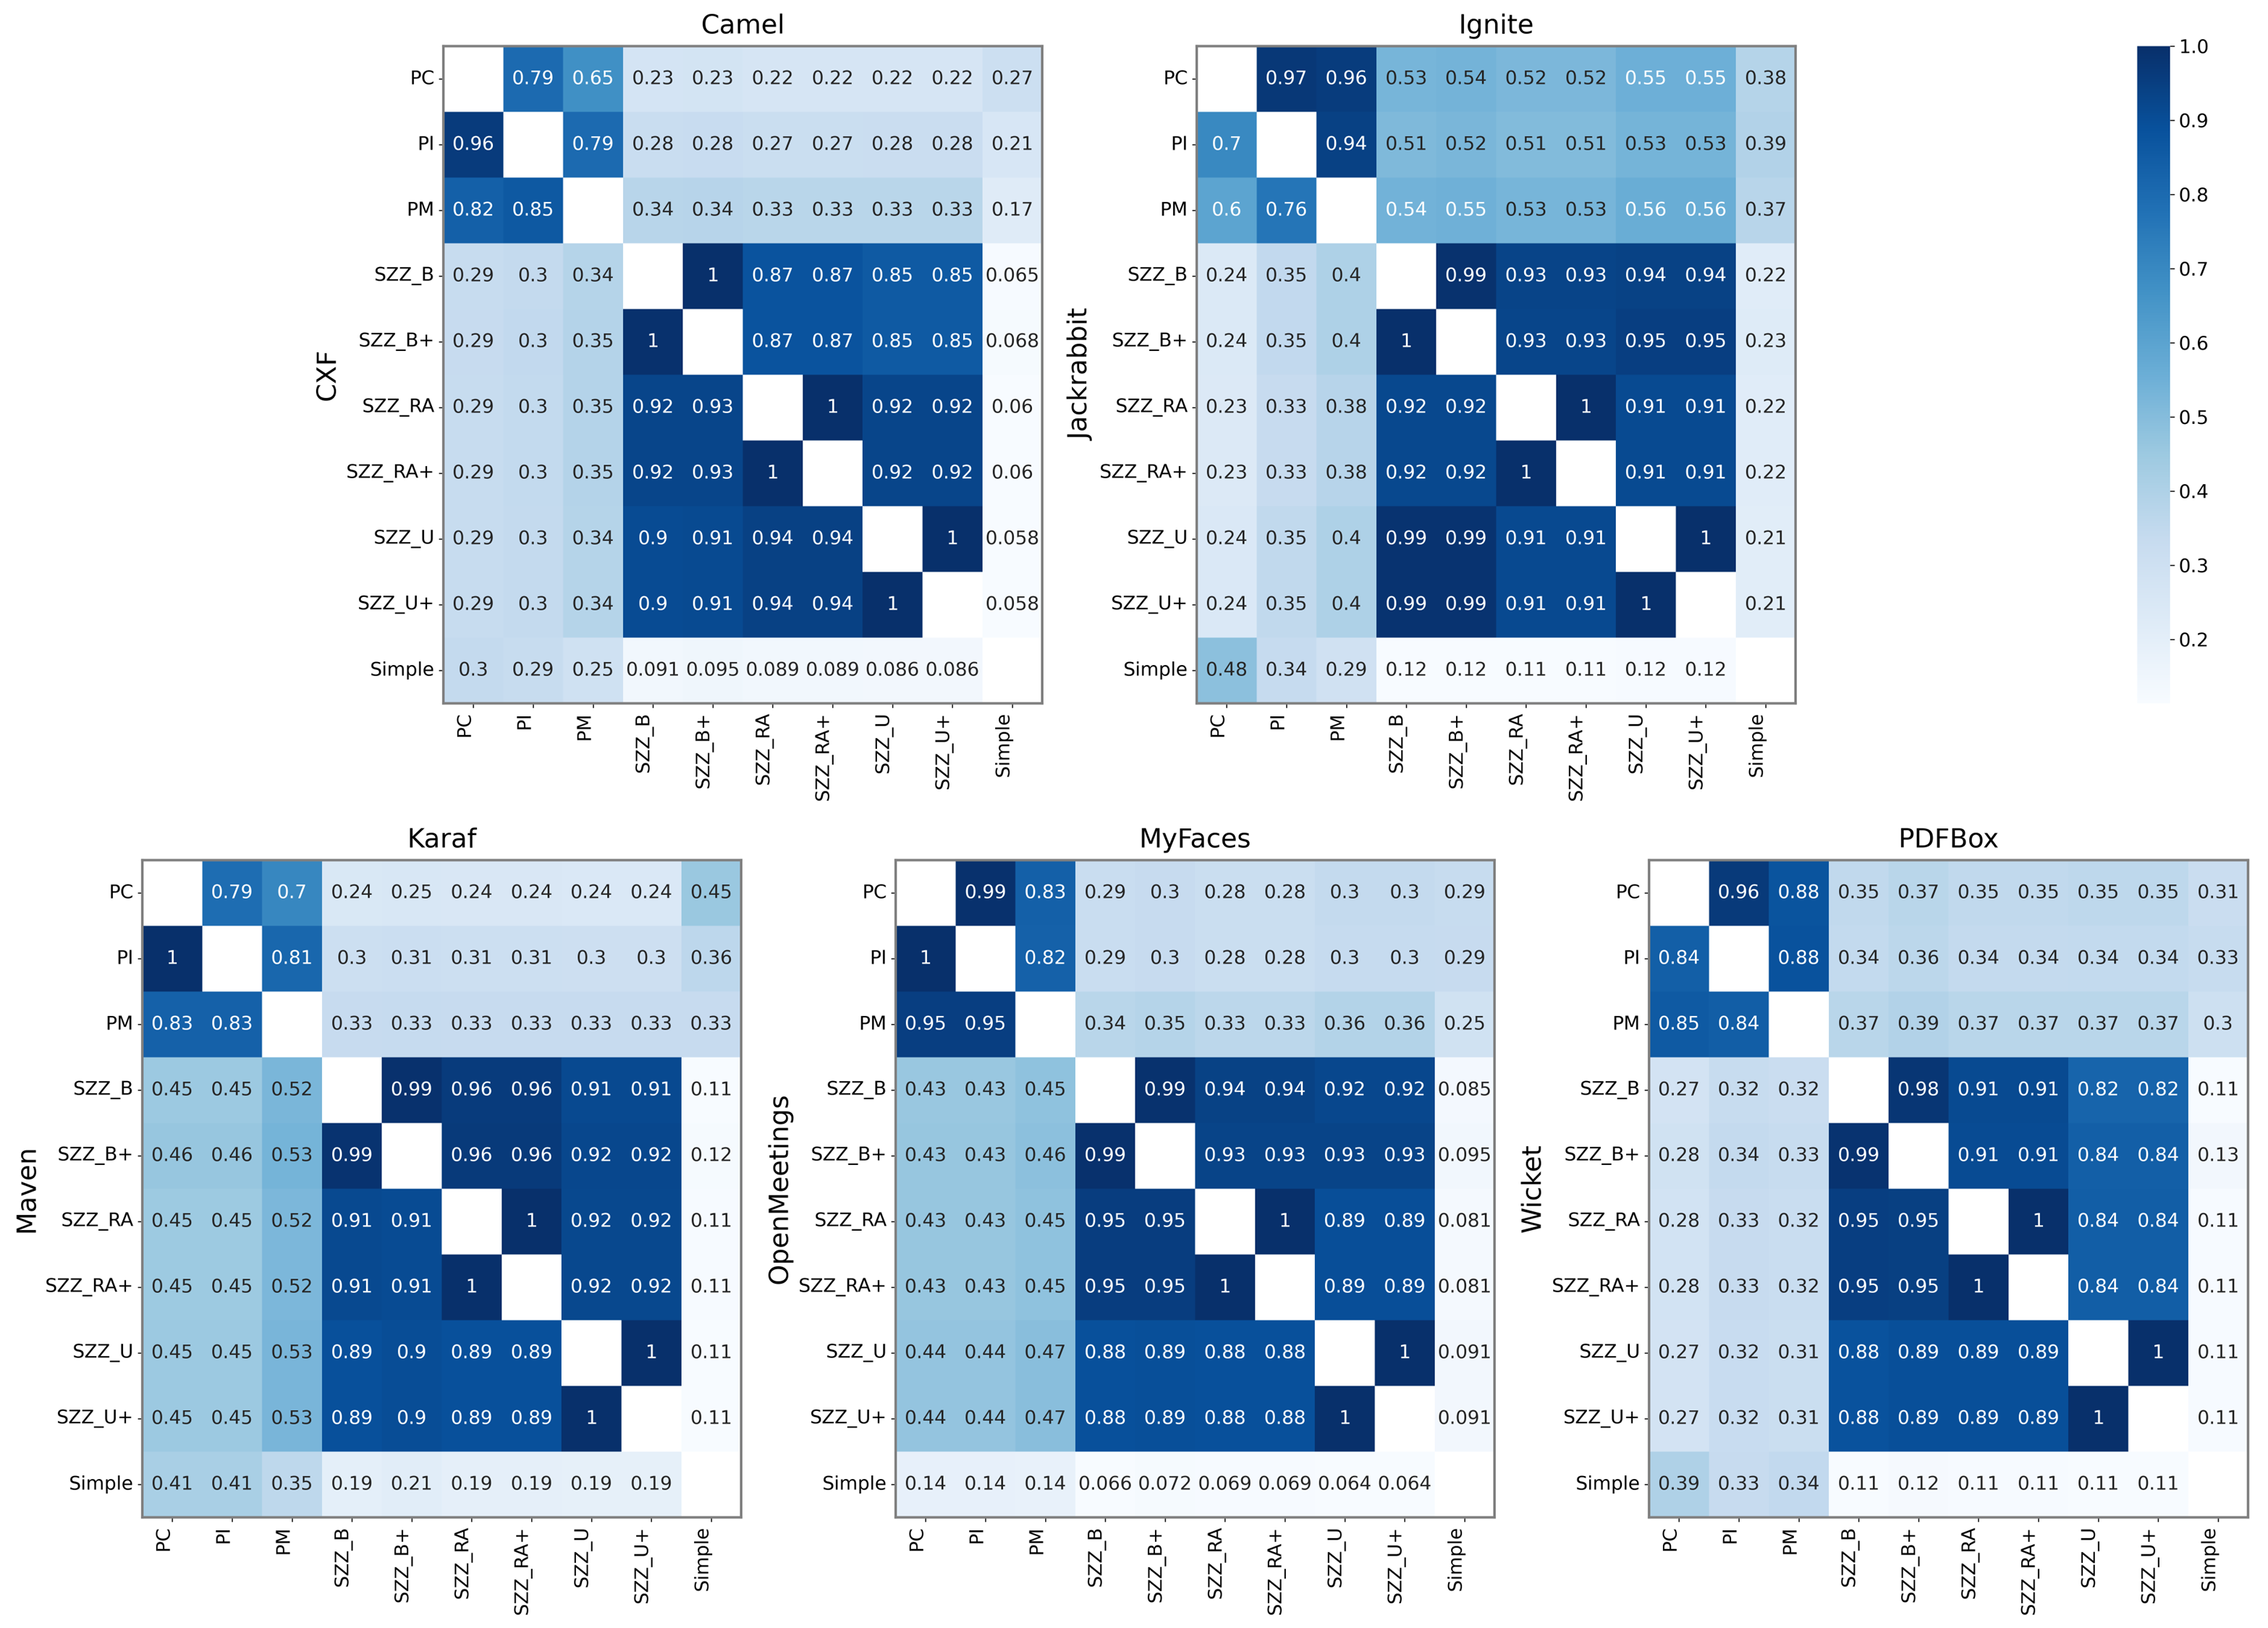 Camel
PC 0.79 0.65 0.23 0.23 0.22 0.22 0.22 0.22 0.27
PI 0.96 0.79 0.28 0.28 0.27 0.27 0.28 0.28 0.21
PM 0.82 0.85 0.34 0.34 0.33 0.33 0.33 0.33 0.17
SZZ_B 0.29 0.3 0.34 1 0.87 0.87 0.85 0.85 0.065
SZZ_B+ 0.29 0.3 0.35 1 0.87 0.87 0.85 0.85 0.068
CXF
SZZ_RA 0.29 0.3 0.35 0.92 0.93 1 0.92 0.92 0.06
SZZ_RA+ 0.29 0.3 0.35 0.92 0.93 1 0.92 0.92 0.06
SZZ_U 0.29 0.3 0.34 0.9 0.91 0.94 0.94 1 0.058
SZZ_U+ 0.29 0.3 0.34 0.9 0.91 0.94 0.94 1 0.058
Simple 0.3 0.29 0.25 0.091 0.095 0.089 0.089 0.086 0.086
PC PI PM SZZ_B SZZ_B+ SZZ_RA SZZ_RA+ SZZ_U SZZ_U+ Simple
Ignite
PC 0.97 0.96 0.53 0.54 0.52 0.52 0.55 0.55 0.38
PI 0.7 0.94 0.51 0.52 0.51 0.51 0.53 0.53 0.39
PM 0.6 0.76 0.54 0.55 0.53 0.53 0.56 0.56 0.37
SZZ_B 0.24 0.35 0.4 0.99 0.93 0.93 0.94 0.94 0.22
SZZ_B+ 0.24 0.35 0.4 1 0.93 0.93 0.95 0.95 0.23
Jackrabbit
SZZ_RA 0.23 0.33 0.38 0.92 0.92 1 0.91 0.91 0.22
SZZ_RA+ 0.23 0.33 0.38 0.92 0.92 1 0.91 0.91 0.22
SZZ_U 0.24 0.35 0.4 0.99 0.99 0.91 0.91 1 0.21
SZZ_U+ 0.24 0.35 0.4 0.99 0.99 0.91 0.91 1 0.21
Simple 0.48 0.34 0.29 0.12 0.12 0.11 0.11 0.12 0.12
PC PI PM SZZ_B SZZ_B+ SZZ_RA SZZ_RA+ SZZ_U SZZ_U+ Simple
1.0
0.9
0.8
0.7
0.6
0.5
0.4
0.3
0.2
Karaf
PC 0.79 0.7 0.24 0.25 0.24 0.24 0.24 0.24 0.45
PI 1 0.81 0.3 0.31 0.31 0.31 0.3 0.3 0.36
PM 0.83 0.83 0.33 0.33 0.33 0.33 0.33 0.33 0.33
SZZ_B 0.45 0.45 0.52 0.99 0.96 0.96 0.91 0.91 0.11
SZZ_B+ 0.46 0.46 0.53 0.99 0.96 0.96 0.92 0.92 0.12
Maven
SZZ_RA 0.45 0.45 0.52 0.91 0.91 1 0.92 0.92 0.11
SZZ_RA+ 0.45 0.45 0.52 0.91 0.91 1 0.92 0.92 0.11
SZZ_U 0.45 0.45 0.53 0.89 0.9 0.89 0.89 1 0.11
SZZ_U+ 0.45 0.45 0.53 0.89 0.9 0.89 0.89 1 0.11
Simple 0.41 0.41 0.35 0.19 0.21 0.19 0.19 0.19 0.19
PC PI PM SZZ_B SZZ_B+ SZZ_RA SZZ_RA+ SZZ_U SZZ_U+ Simple
MyFaces
PC 0.99 0.83 0.29 0.3 0.28 0.28 0.3 0.3 0.29
PI 1 0.82 0.29 0.3 0.28 0.28 0.3 0.3 0.29
PM 0.95 0.95 0.34 0.35 0.33 0.33 0.36 0.36 0.25
SZZ_B 0.43 0.43 0.45 0.99 0.94 0.94 0.92 0.92 0.085
SZZ_B+ 0.43 0.43 0.46 0.99 0.93 0.93 0.93 0.93 0.095
OpenMeetings
SZZ_RA 0.43 0.43 0.45 0.95 0.95 1 0.89 0.89 0.081
SZZ_RA+ 0.43 0.43 0.45 0.95 0.95 1 0.89 0.89 0.081
SZZ_U 0.44 0.44 0.47 0.88 0.89 0.88 0.88 1 0.091
SZZ_U+ 0.44 0.44 0.47 0.88 0.89 0.88 0.88 1 0.091
Simple 0.14 0.14 0.14 0.066 0.072 0.069 0.069 0.064 0.064
PC PI PM SZZ_B SZZ_B+ SZZ_RA SZZ_RA+ SZZ_U SZZ_U+ Simple
PDFBox
PC 0.96 0.88 0.35 0.37 0.35 0.35 0.35 0.35 0.31
PI 0.84 0.88 0.34 0.36 0.34 0.34 0.34 0.34 0.33
PM 0.85 0.84 0.37 0.39 0.37 0.37 0.37 0.37 0.3
SZZ_B 0.27 0.32 0.32 0.98 0.91 0.91 0.82 0.82 0.11
SZZ_B+ 0.28 0.34 0.33 0.99 0.91 0.91 0.84 0.84 0.13
Wicket
SZZ_RA 0.28 0.33 0.32 0.95 0.95 1 0.84 0.84 0.11
SZZ_RA+ 0.28 0.33 0.32 0.95 0.95 1 0.84 0.84 0.11
SZZ_U 0.27 0.32 0.31 0.88 0.89 0.89 0.89 1 0.11
SZZ_U+ 0.27 0.32 0.31 0.88 0.89 0.89 0.89 1 0.11
Simple 0.39 0.33 0.34 0.11 0.12 0.11 0.11 0.11 0.11
PC PI PM SZZ_B SZZ_B+ SZZ_RA SZZ_RA+ SZZ_U SZZ_U+ Simple